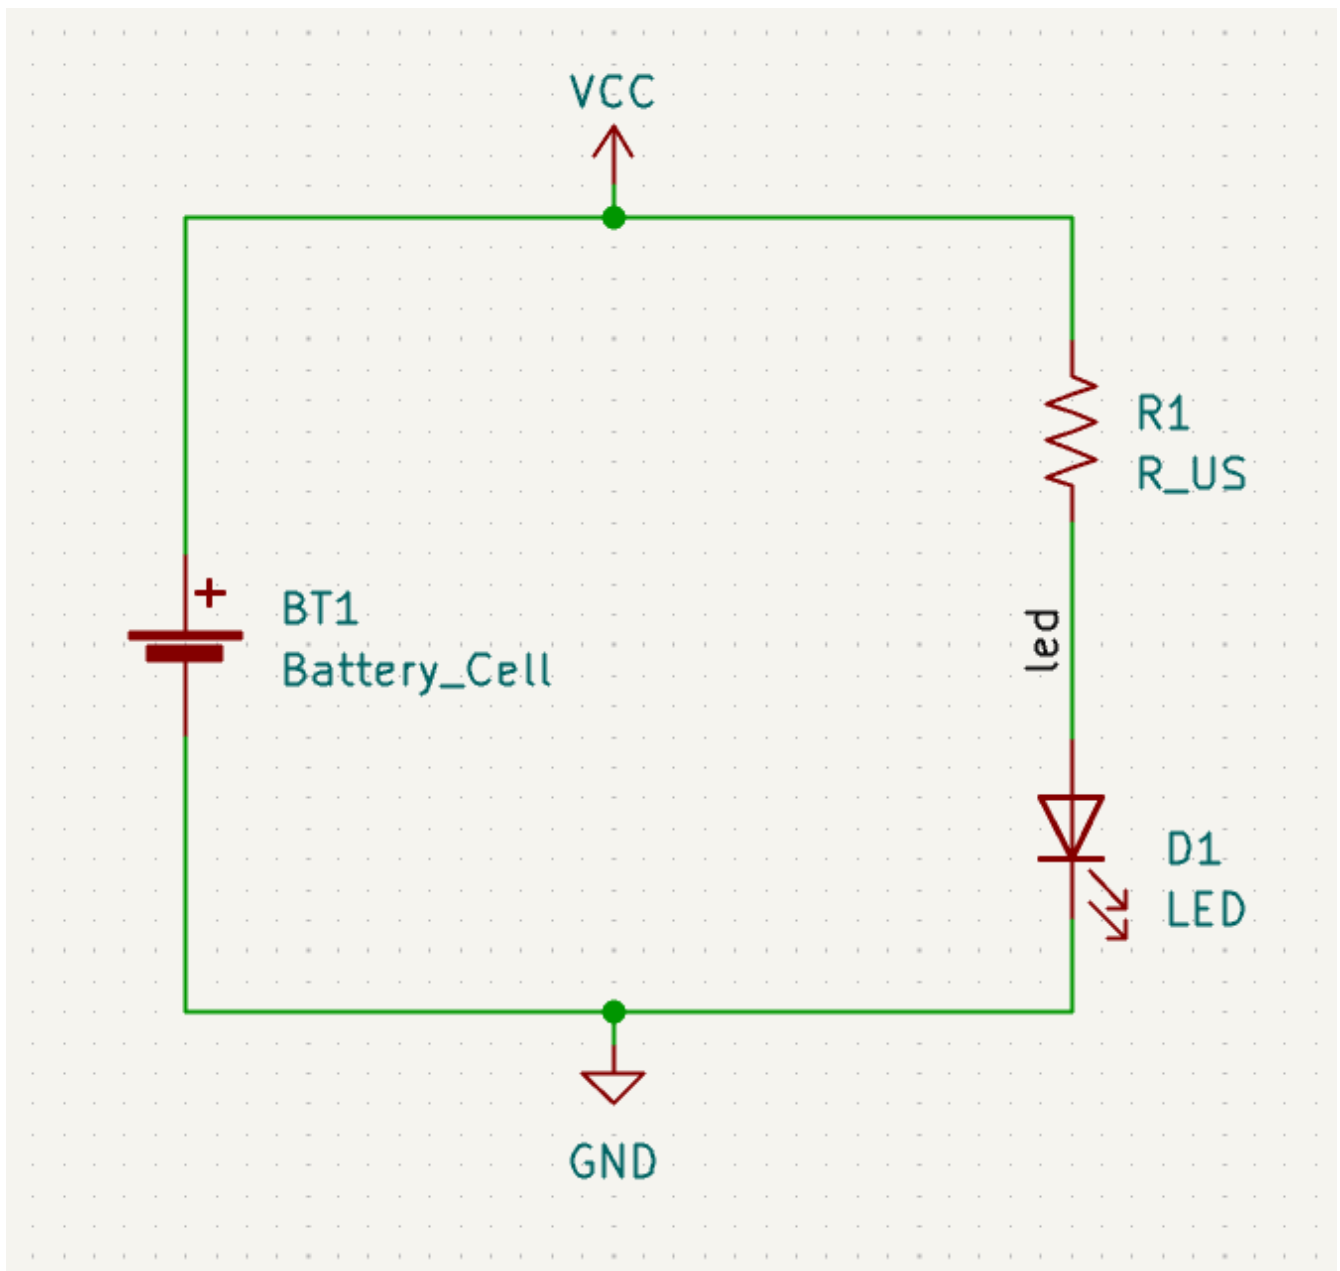 VCC
R1
R_US
BT1
Battery_Cell
led
D1
LED
GND
+